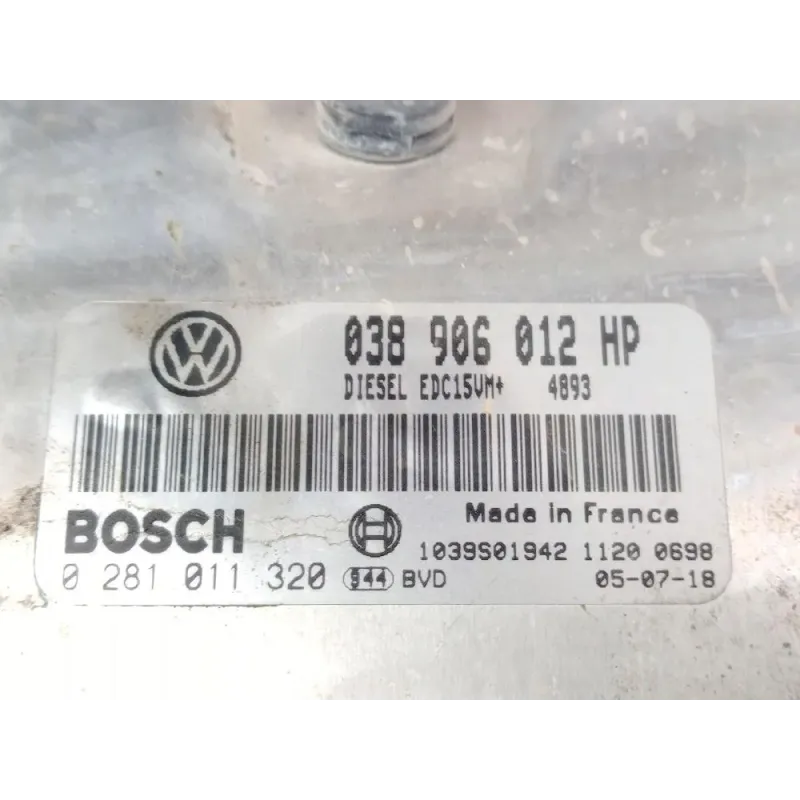 038 906 012 HP
DIESEL EDC15VM+ 4893
BOSCH
Made in France
1039S01942 1120 0698
0 281 011 320 944 BVD 05-07-18